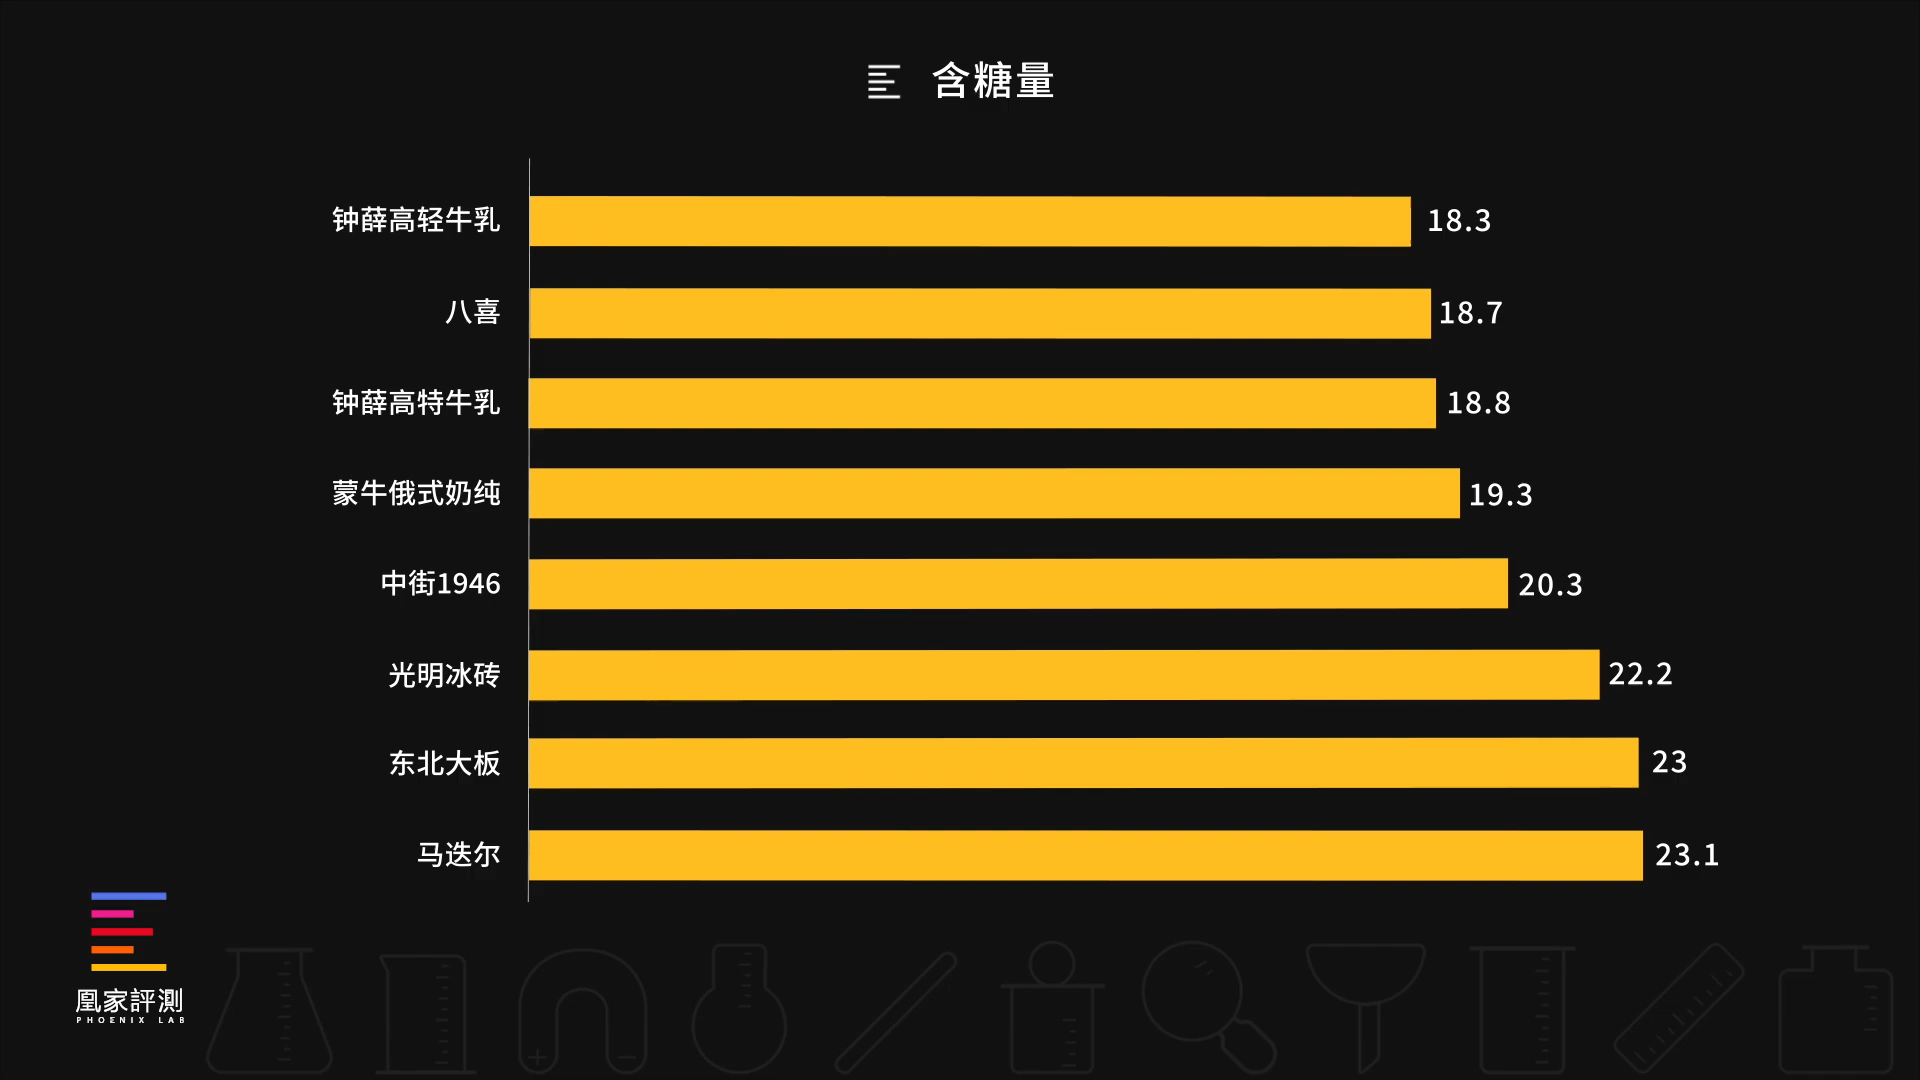 含糖量
钟薛高轻牛乳 18.3
八喜 18.7
钟薛高特牛乳 18.8
蒙牛俄式奶纯 19.3
中街1946 20.3
光明冰砖 22.2
东北大板 23
马迭尔 23.1
凰家評測
PHOENIX LAB